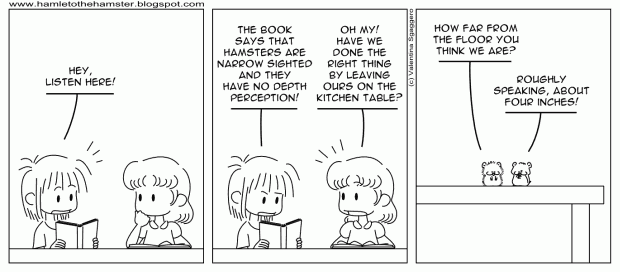 www.hamletothehamster.blogspot.com
HEY,
LISTEN HERE!
THE BOOK
SAYS THAT
HAMSTERS ARE
NARROW SIGHTED
AND THEY
HAVE NO DEPTH
PERCEPTION!
OH MY!
HAVE WE
DONE THE
RIGHT THING
BY LEAVING
OURS ON THE
KITCHEN TABLE?
(c) Valentina Sgaggero
HOW FAR FROM
THE FLOOR YOU
THINK WE ARE?
ROUGHLY
SPEAKING, ABOUT
FOUR INCHES!